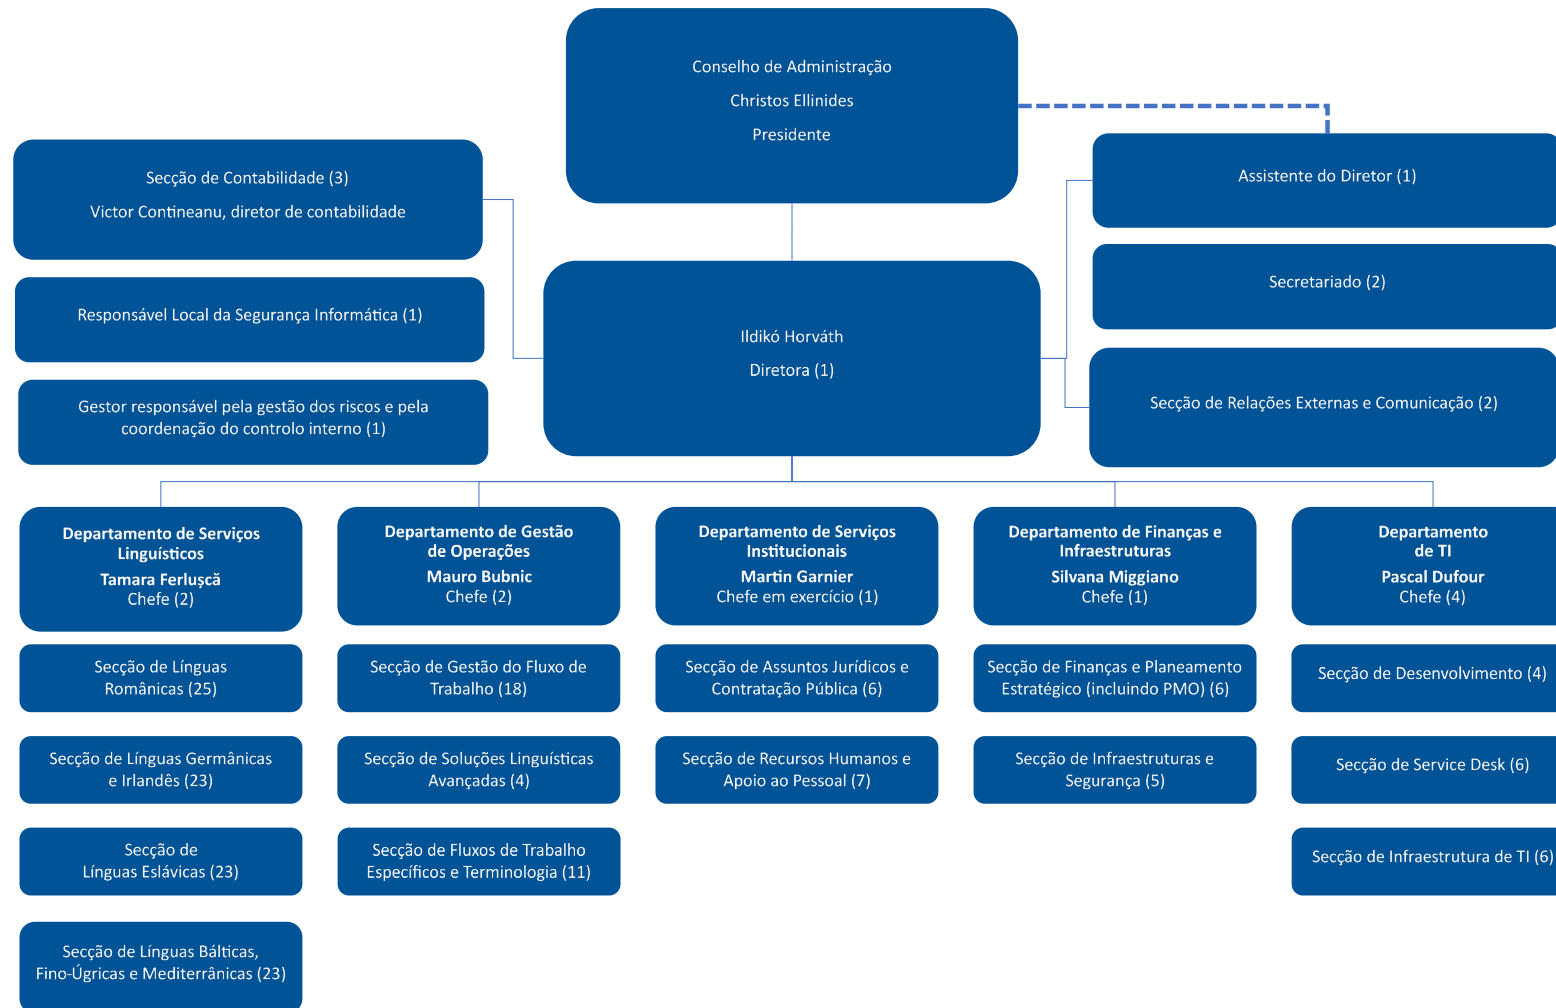 Conselho de Administração
Christos Ellinides
Presidente
Secção de Contabilidade (3)
Victor Contineanu, diretor de contabilidade
Responsável Local da Segurança Informática (1)
Gestor responsável pela gestão dos riscos e pela
coordenação do controlo interno (1)
Ildikó Horváth
Diretora (1)
Assistente do Diretor (1)
Secretariado (2)
Secção de Relações Externas e Comunicação (2)
Departamento de Serviços
Linguísticos
Tamara Ferlușcă
Chefe (2)
Secção de Línguas
Românicas (25)
Secção de Línguas Germânicas
e Irlandês (23)
Secção de
Línguas Eslávicas (23)
Secção de Línguas Bálticas,
Fino-Úgricas e Mediterrânicas (23)
Departamento de Gestão
de Operações
Mauro Bubnic
Chefe (2)
Secção de Gestão do Fluxo de
Trabalho (18)
Secção de Soluções Linguísticas
Avançadas (4)
Secção de Fluxos de Trabalho
Específicos e Terminologia (11)
Departamento de Serviços
Institucionais
Martin Garnier
Chefe em exercício (1)
Secção de Assuntos Jurídicos e
Contratação Pública (6)
Secção de Recursos Humanos e
Apoio ao Pessoal (7)
Departamento de Finanças e
Infraestruturas
Silvana Miggiano
Chefe (1)
Secção de Finanças e Planeamento
Estratégico (incluindo PMO) (6)
Secção de Infraestruturas e
Segurança (5)
Departamento
de TI
Pascal Dufour
Chefe (4)
Secção de Desenvolvimento (4)
Secção de Service Desk (6)
Secção de Infraestrutura de TI (6)